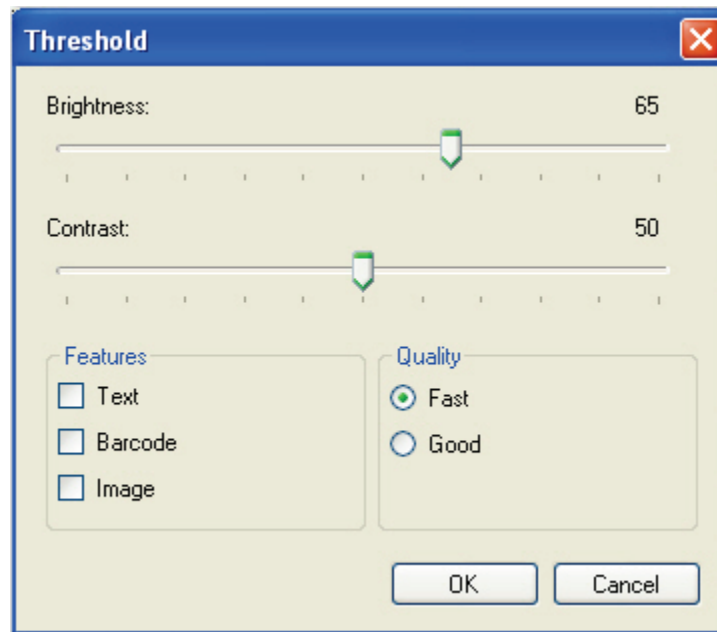 Threshold
Brightness: 65
Contrast: 50
Features
Text
Barcode
Image
Quality
Fast
Good
OK Cancel